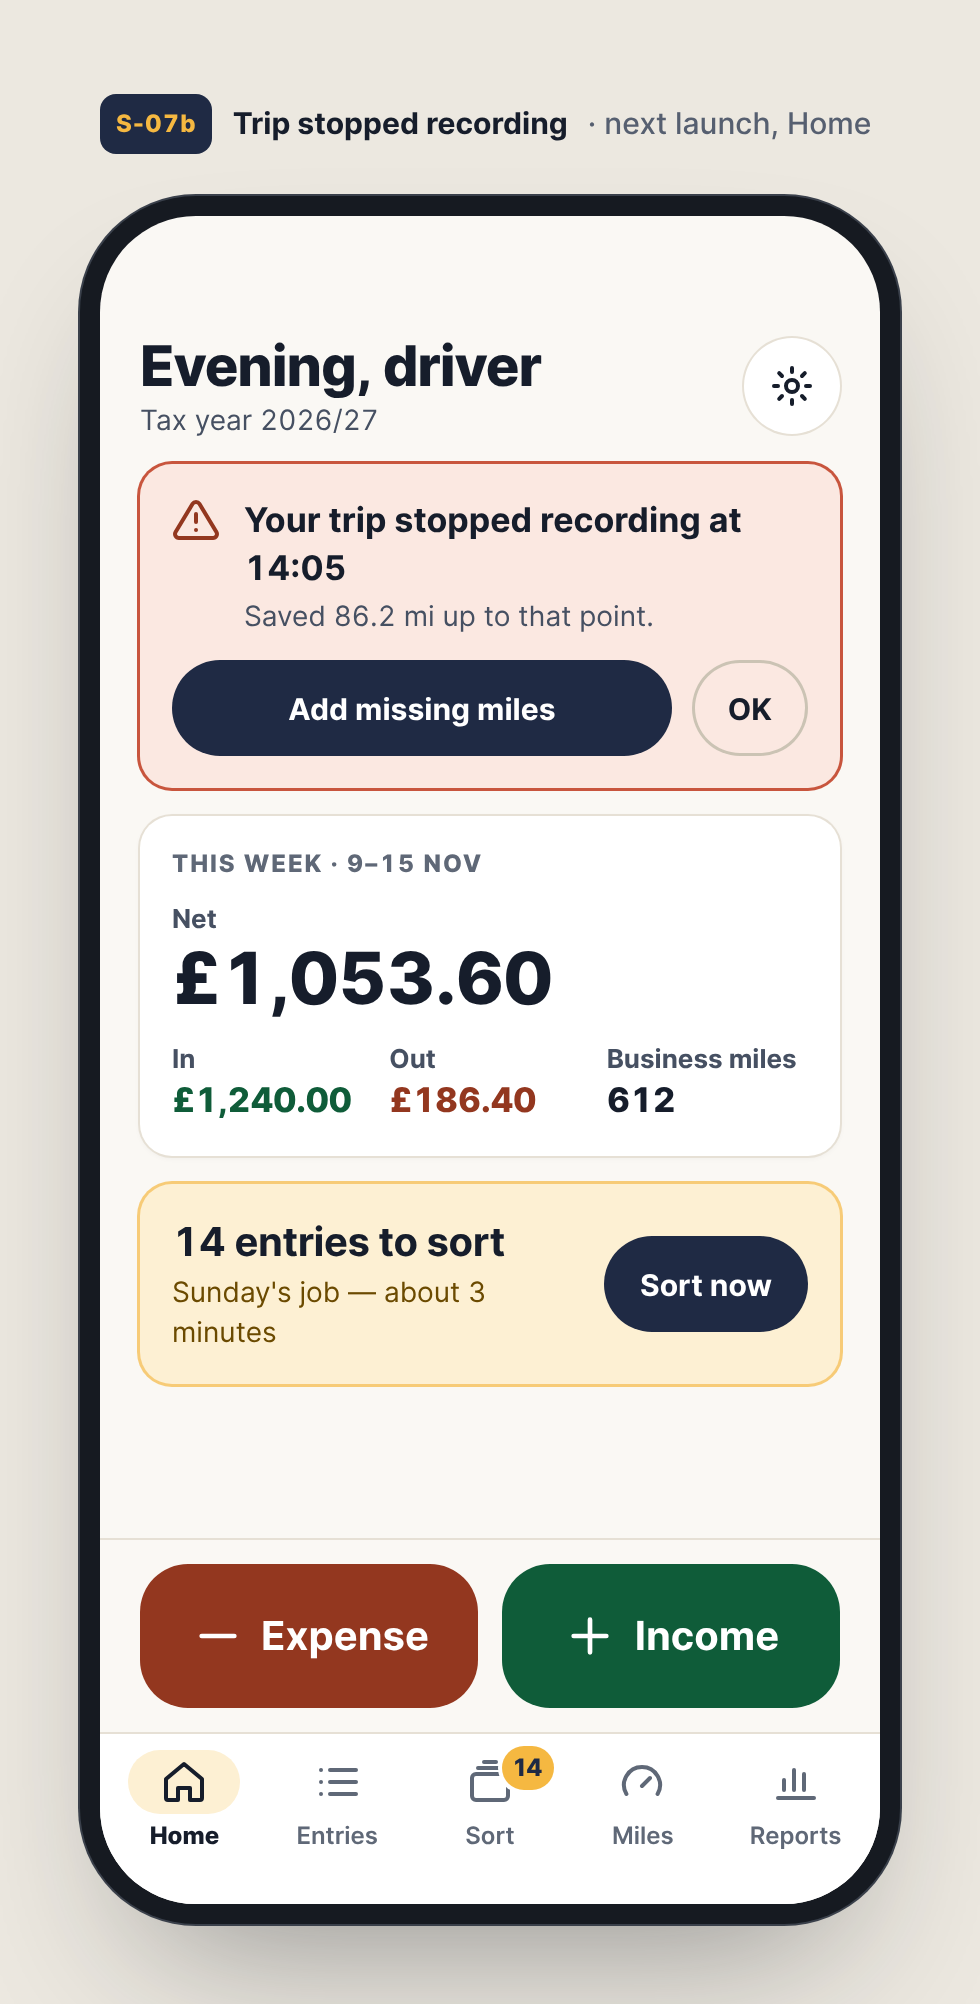 S-07b Trip stopped recording · next launch, Home
Evening, driver
Tax year 2026/27
Your trip stopped recording at
14:05
Saved 86.2 mi up to that point.
Add missing miles OK
THIS WEEK · 9–15 NOV
Net
£1,053.60
In Out Business miles
£1,240.00 £186.40 612
14 entries to sort
Sunday's job — about 3
minutes
Sort now
Expense Income
14
Home Entries Sort Miles Reports